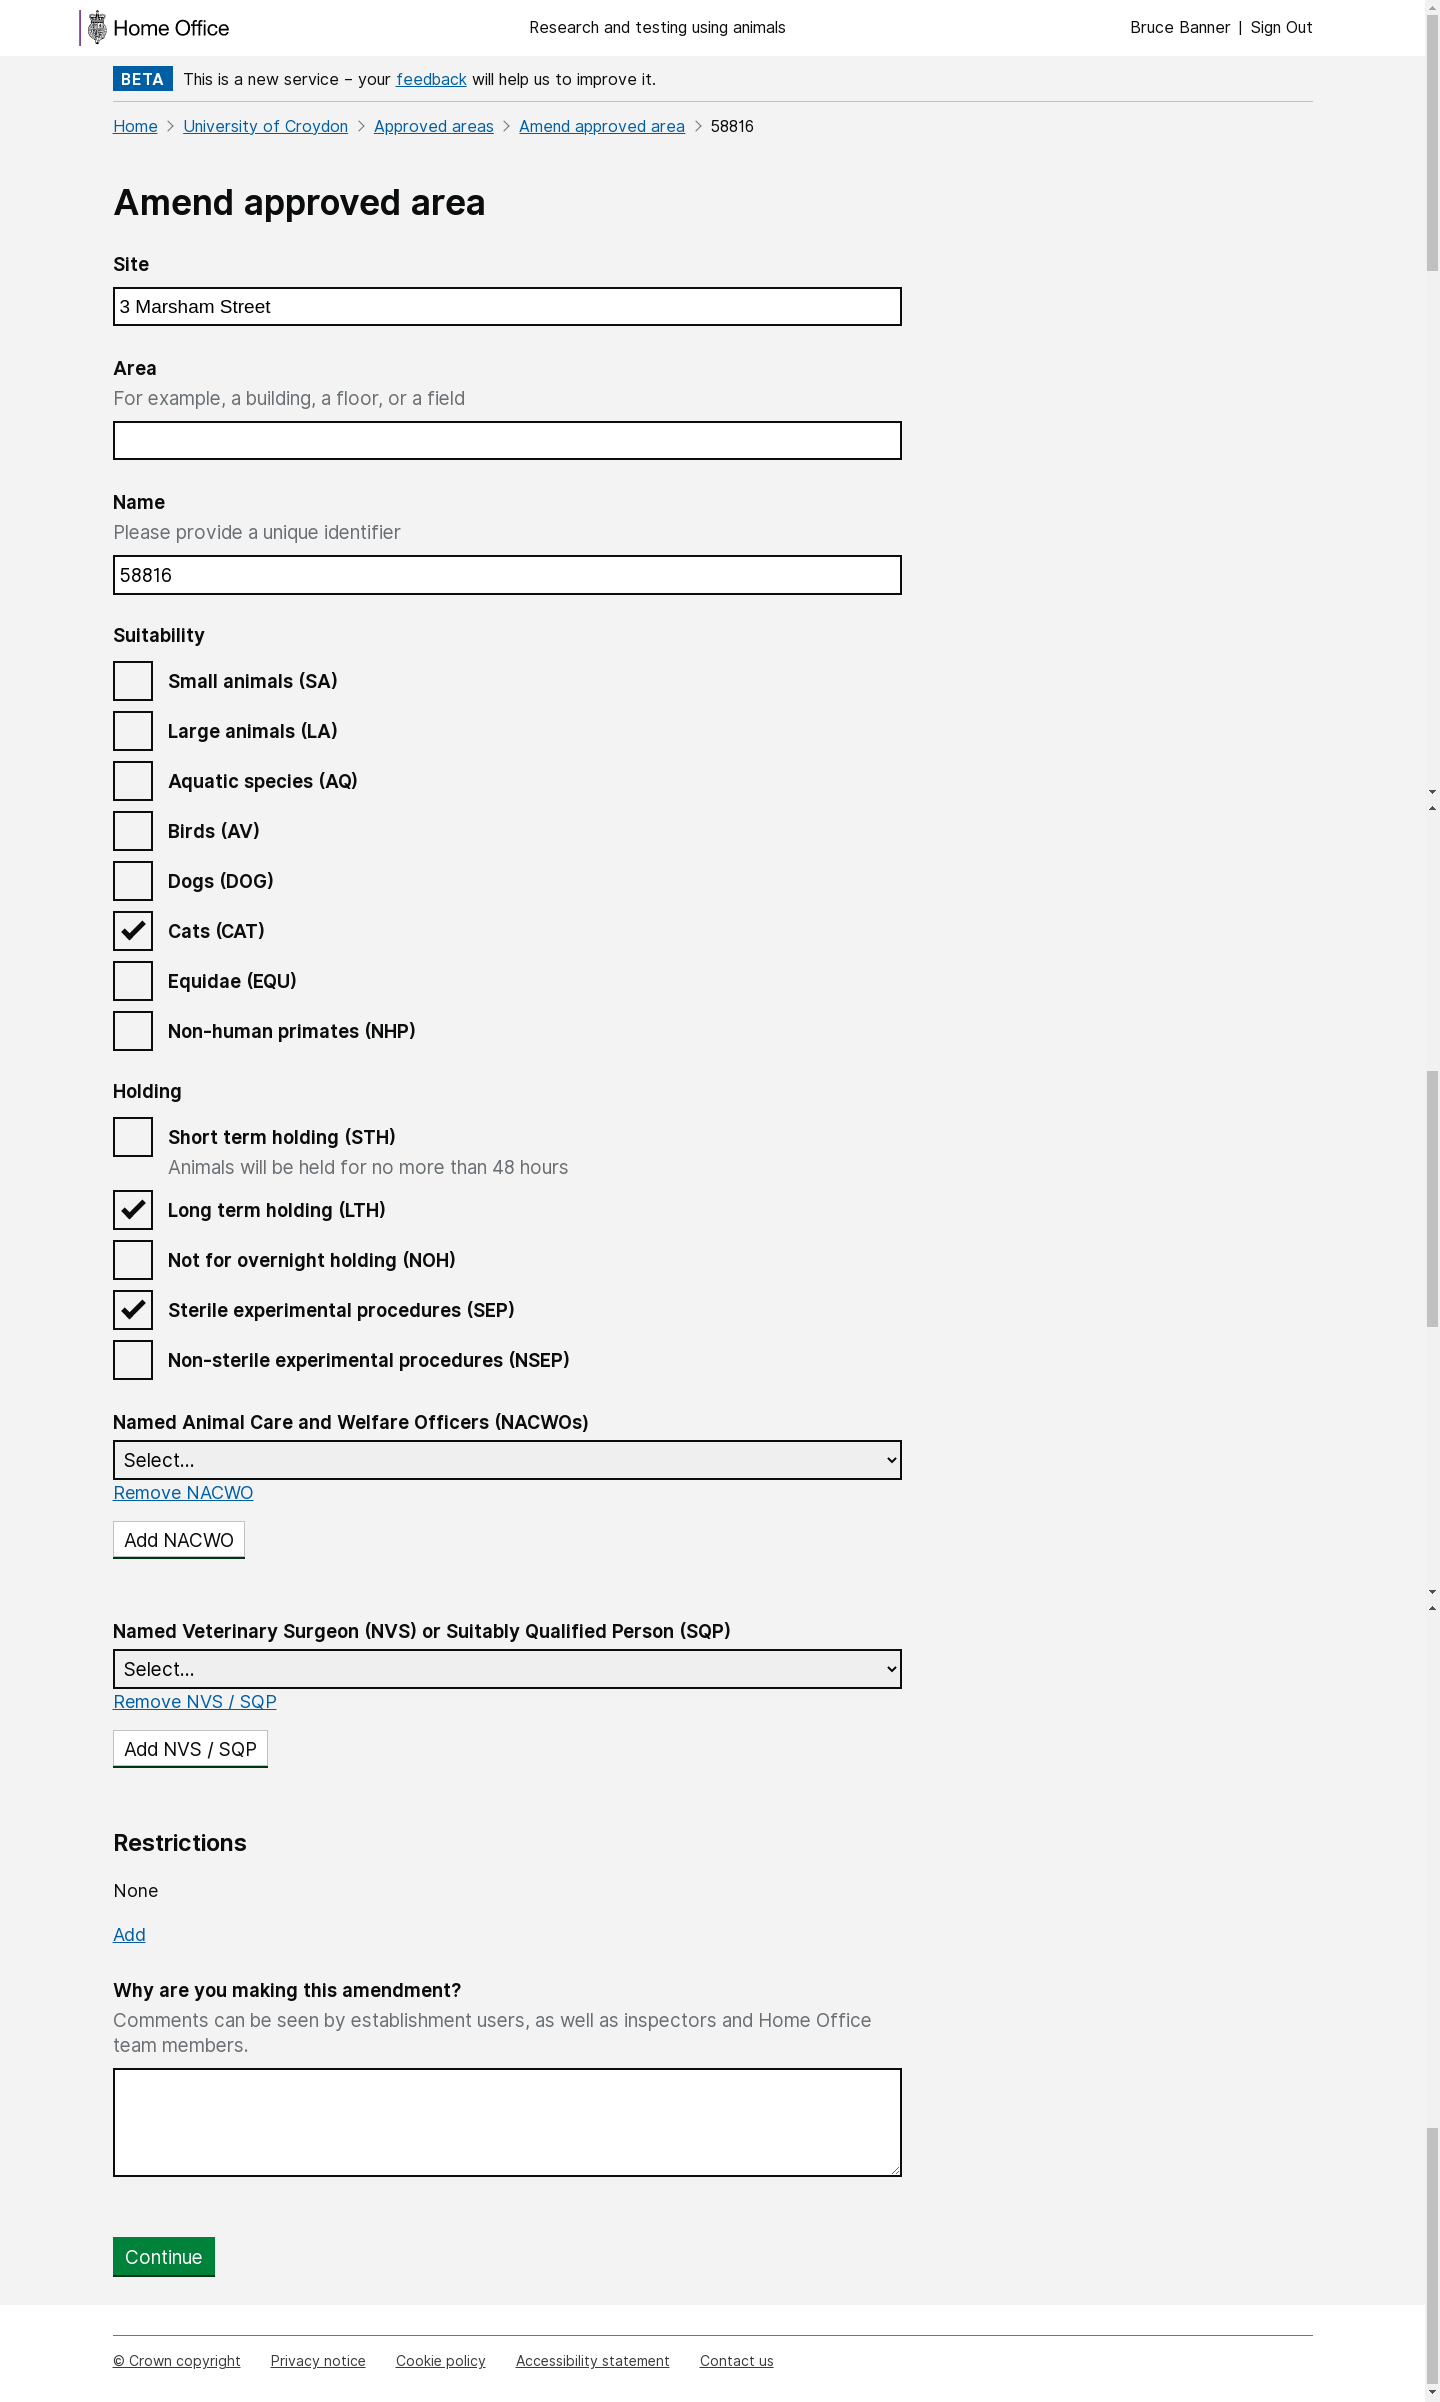 Home Office
Research and testing using animals
Bruce Banner | Sign Out
BETA This is a new service – your feedback will help us to improve it.
Home > University of Croydon > Approved areas > Amend approved area > 58816
Amend approved area
Site
3 Marsham Street
Area
For example, a building, a floor, or a field
Name
Please provide a unique identifier
58816
Suitability
Small animals (SA)
Large animals (LA)
Aquatic species (AQ)
Birds (AV)
Dogs (DOG)
Cats (CAT)
Equidae (EQU)
Non-human primates (NHP)
Holding
Short term holding (STH)
Animals will be held for no more than 48 hours
Long term holding (LTH)
Not for overnight holding (NOH)
Sterile experimental procedures (SEP)
Non-sterile experimental procedures (NSEP)
Named Animal Care and Welfare Officers (NACWOs)
Select...
Remove NACWO
Add NACWO
Named Veterinary Surgeon (NVS) or Suitably Qualified Person (SQP)
Select...
Remove NVS / SQP
Add NVS / SQP
Restrictions
None
Add
Why are you making this amendment?
Comments can be seen by establishment users, as well as inspectors and Home Office
team members.
Continue
© Crown copyright Privacy notice Cookie policy Accessibility statement Contact us